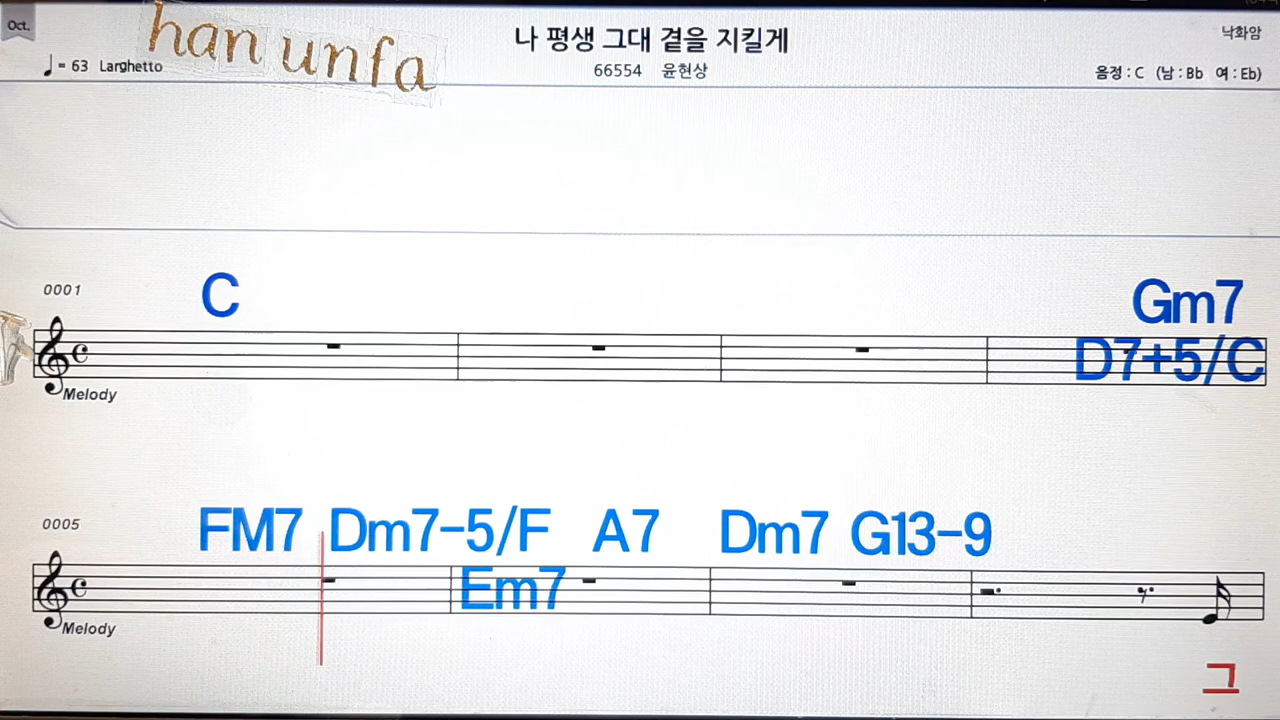 Oct.
han unfa
나 평생 그대 곁을 지킬게
낙화암
♩= 63 Larghetto
66554 윤현상
음정 : C (남 : Bb 여 : Eb)
0001
C
Gm7
D7+5/C
Melody
0005
FM7 Dm7-5/F A7 Dm7 G13-9
Em7
Melody
그